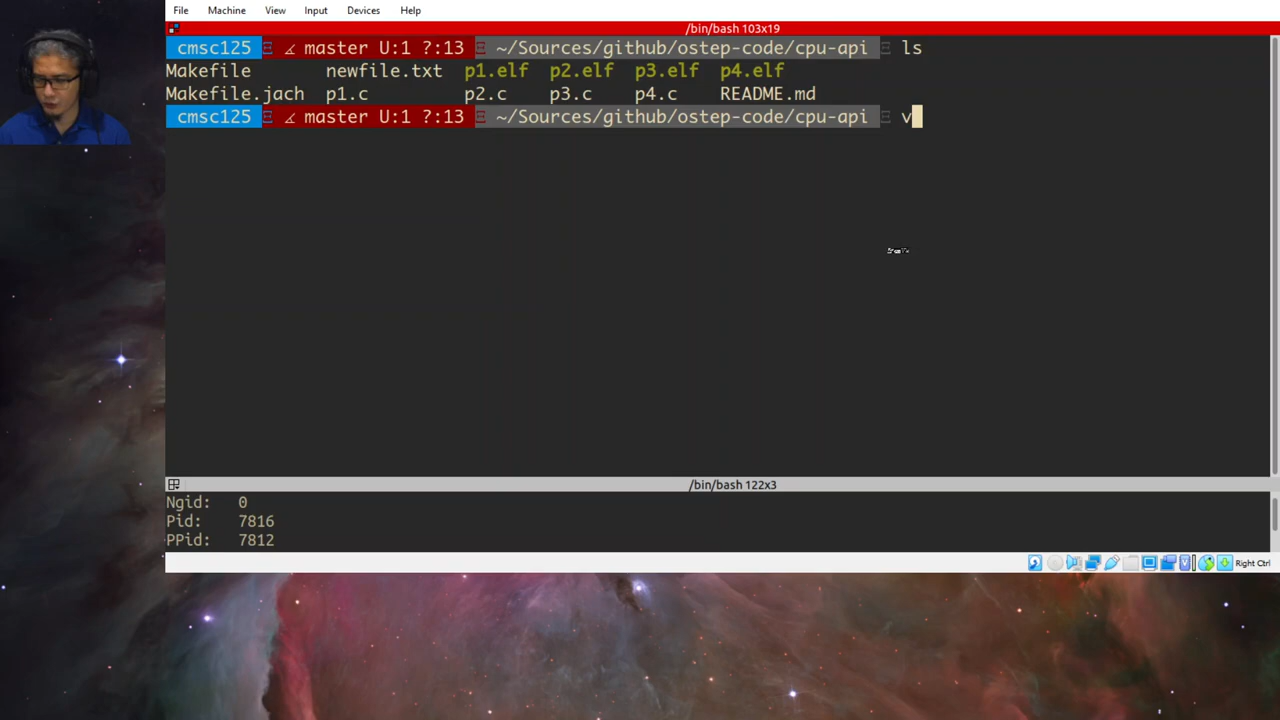 File Machine View Input Devices Help
/bin/bash 103x19
cmsc125 master U:1 ?:13 ~/Sources/github/ostep-code/cpu-api ls
Makefile newfile.txt p1.elf p2.elf p3.elf p4.elf
Makefile.jach p1.c p2.c p3.c p4.c README.md
cmsc125 master U:1 ?:13 ~/Sources/github/ostep-code/cpu-api v
/bin/bash 122x3
Ngid: 0
Pid: 7816
PPid: 7812
Right Ctrl